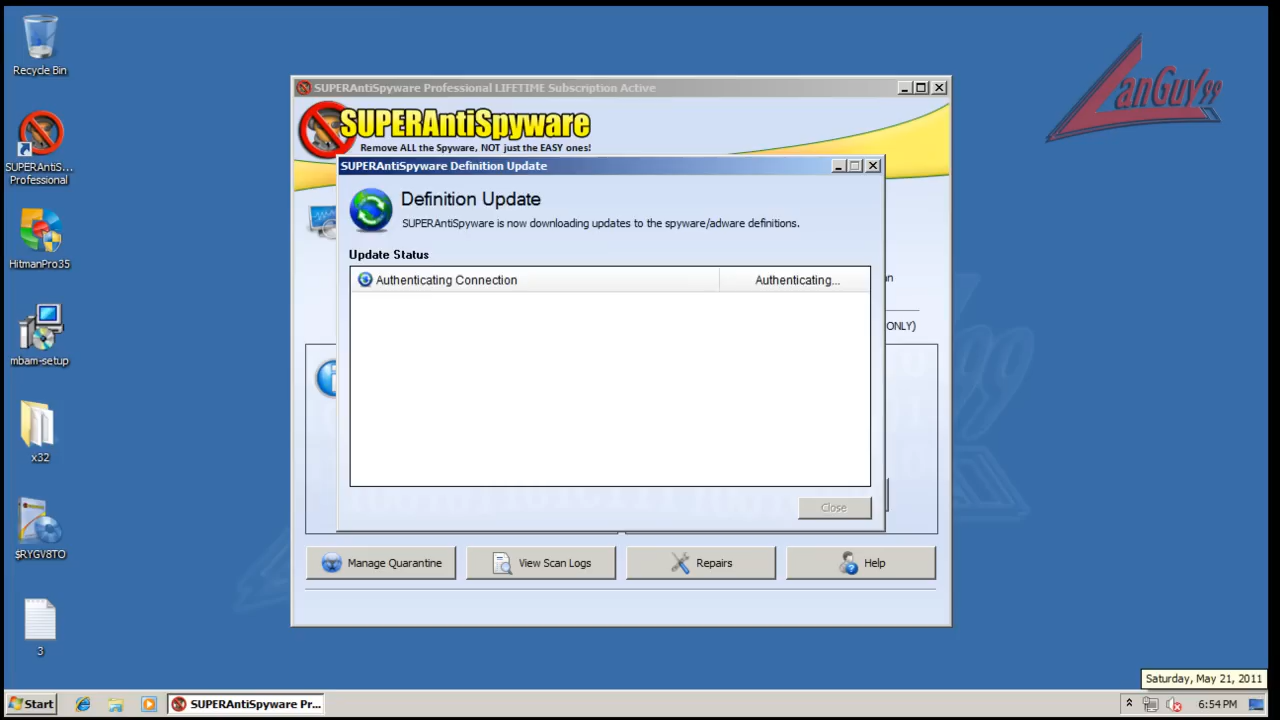 Recycle Bin
SUPERAntiS...
Professional
HitmanPro35
mbam-setup
x32
$RYGV8TO
3
LanGuy99
SUPERAntiSpyware Professional LIFETIME Subscription Active
SUPERAntiSpyware
Remove ALL the Spyware, NOT just the EASY ones!
SUPERAntiSpyware Definition Update
Definition Update
SUPERAntiSpyware is now downloading updates to the spyware/adware definitions.
Update Status
Authenticating Connection
Authenticating...
ONLY)
Close
Manage Quarantine
View Scan Logs
Repairs
Help
Saturday, May 21, 2011
Start
SUPERAntiSpyware Pr...
6:54 PM